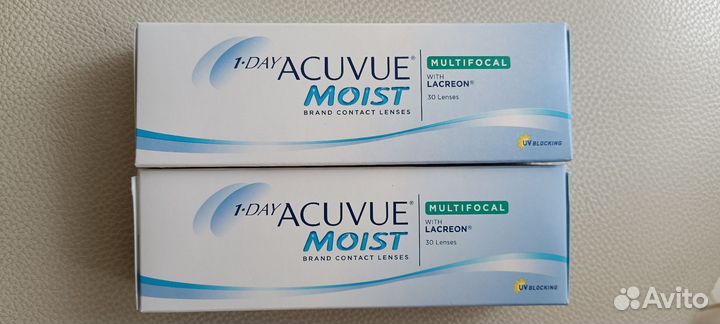 1·DAY ACUVUE®
MOIST
BRAND CONTACT LENSES
MULTIFOCAL
WITH
LACREON®
30 Lenses
UV BLOCKING
1·DAY ACUVUE®
MOIST
BRAND CONTACT LENSES
MULTIFOCAL
WITH
LACREON®
30 Lenses
UV BLOCKING
Avito